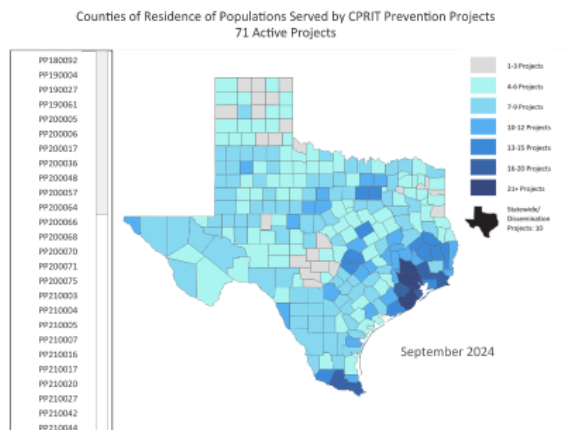 Counties of Residence of Populations Served by CPRIT Prevention Projects
71 Active Projects
PP180092
PP190004
PP190027
PP190061
PP200005
PP200006
PP200017
PP200036
PP200048
PP200057
PP200064
PP200066
PP200068
PP200070
PP200071
PP200075
PP210003
PP210004
PP210005
PP210007
PP210016
PP210017
PP210020
PP210027
PP210042
PP210044
1-3 Projects
4-6 Projects
7-9 Projects
10-12 Projects
13-15 Projects
16-20 Projects
21+ Projects
Statewide/
Dissemination
Projects: 10
September 2024